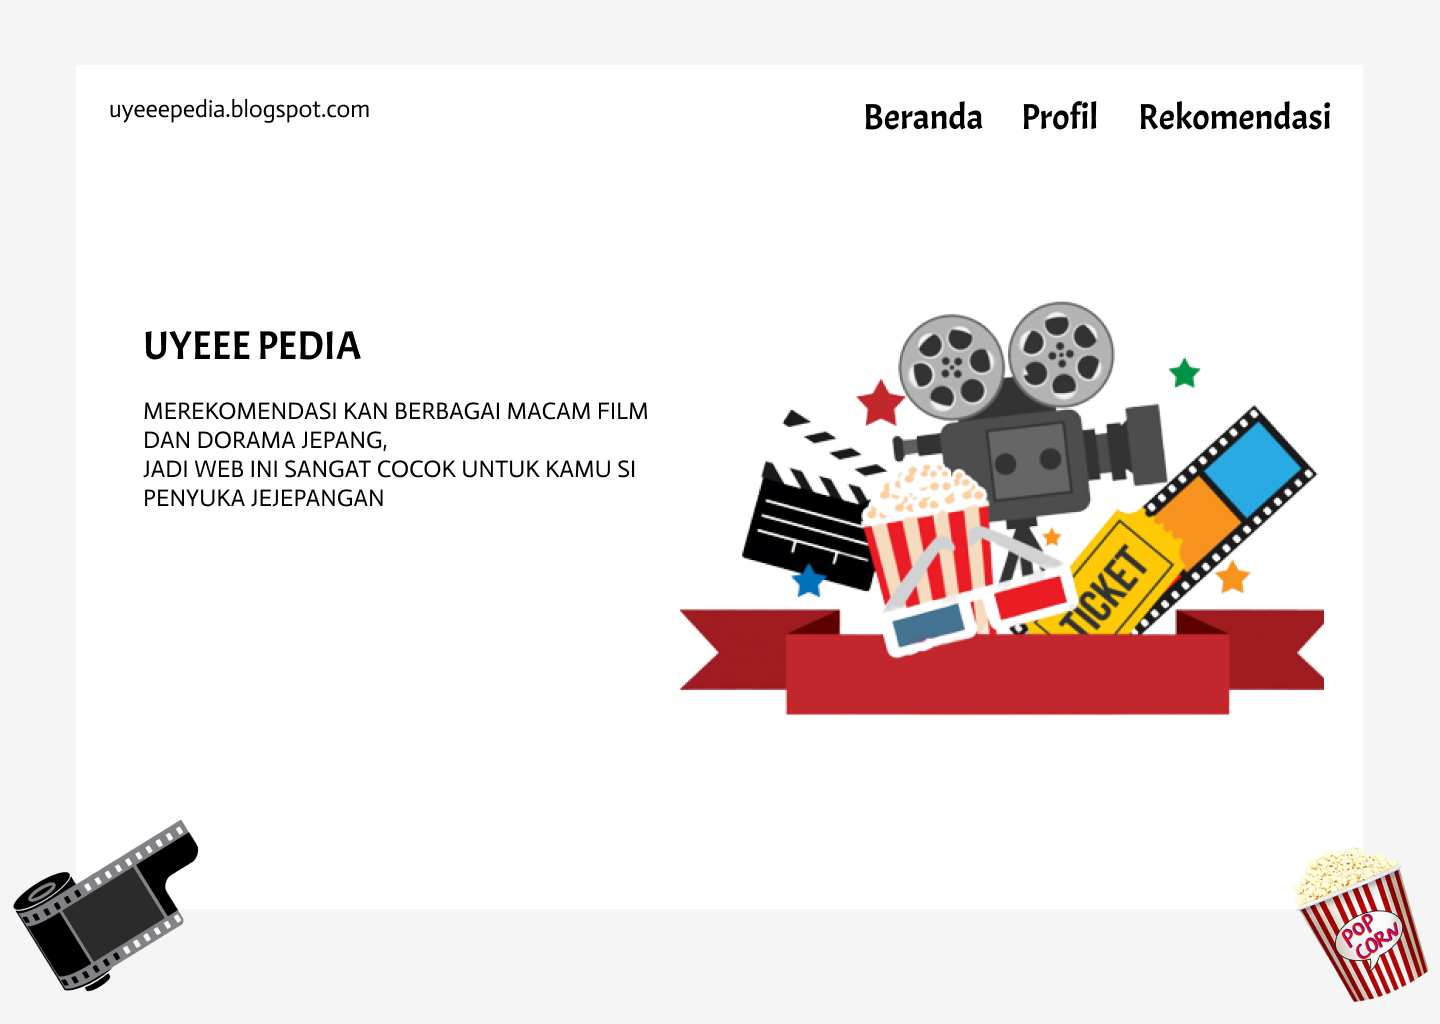 uyeeepedia.blogspot.com
Beranda Profil Rekomendasi
UYEEE PEDIA
MEREKOMENDASI KAN BERBAGAI MACAM FILM
DAN DORAMA JEPANG,
JADI WEB INI SANGAT COCOK UNTUK KAMU SI
PENYUKA JEJEPANGAN
TICKET
POP
CORN